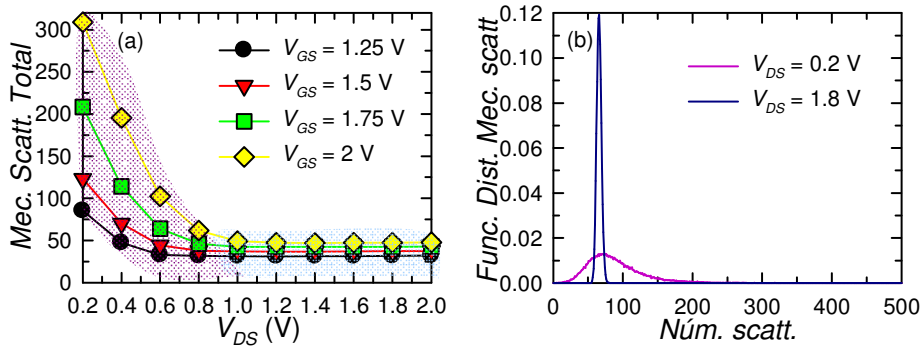 (a)
Mec. Scatt. Total
300
250
200
150
100
50
0
0.2 0.4 0.6 0.8 1.0 1.2 1.4 1.6 1.8 2.0
V_DS (V)
V_GS = 1.25 V
V_GS = 1.5 V
V_GS = 1.75 V
V_GS = 2 V
(b)
Func. Dist. Mec. scatt
0.12
0.10
0.08
0.06
0.04
0.02
0.00
0 100 200 300 400 500
Núm. scatt.
V_DS = 0.2 V
V_DS = 1.8 V